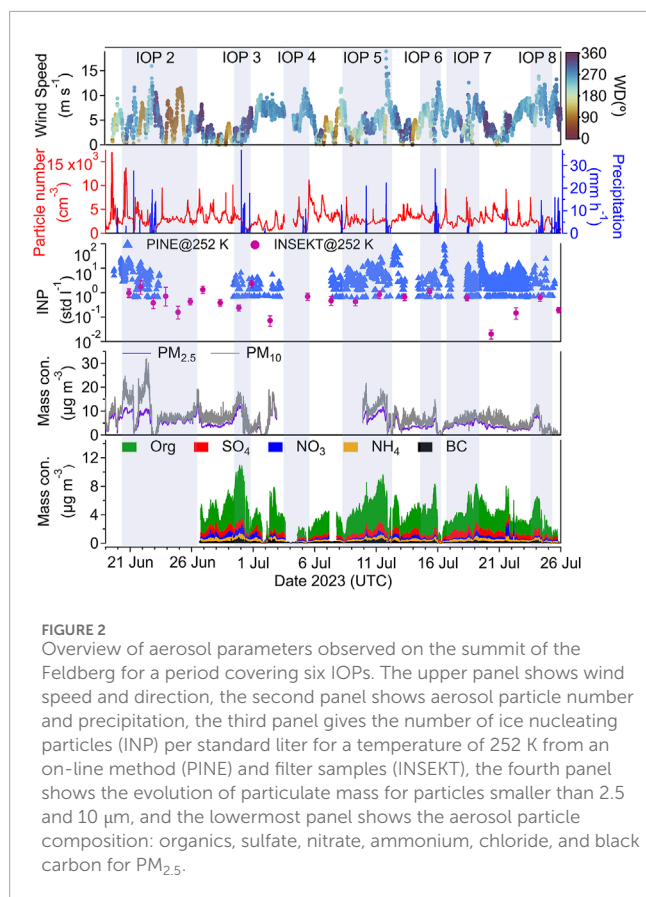 IOP 2 IOP 3 IOP 4 IOP 5 IOP 6 IOP 7 IOP 8
Wind Speed
(m s⁻¹)
15
10
5
0
360
270
180
90
0
WD(º)
Particle number
cm⁻³
15 x10³
10
5
0
30
20
10
0
Precipitation
(mm h⁻¹)
PINE@252 K INSEKT@252 K
INP
(std l⁻¹)
10²
10¹
10⁰
10⁻¹
10⁻²
PM₂.₅ PM₁₀
Mass con.
(µg m⁻³)
30
20
10
0
Org SO₄ NO₃ NH₄ BC
Mass con.
(µg m⁻³)
12
8
4
0
21 Jun 26 Jun 1 Jul 6 Jul 11 Jul 16 Jul 21 Jul 26 Jul
Date 2023 (UTC)
FIGURE 2
Overview of aerosol parameters observed on the summit of the
Feldberg for a period covering six IOPs. The upper panel shows wind
speed and direction, the second panel shows aerosol particle number
and precipitation, the third panel gives the number of ice nucleating
particles (INP) per standard liter for a temperature of 252 K from an
on-line method (PINE) and filter samples (INSEKT), the fourth panel
shows the evolution of particulate mass for particles smaller than 2.5
and 10 µm, and the lowermost panel shows the aerosol particle
composition: organics, sulfate, nitrate, ammonium, chloride, and black
carbon for PM₂.₅.